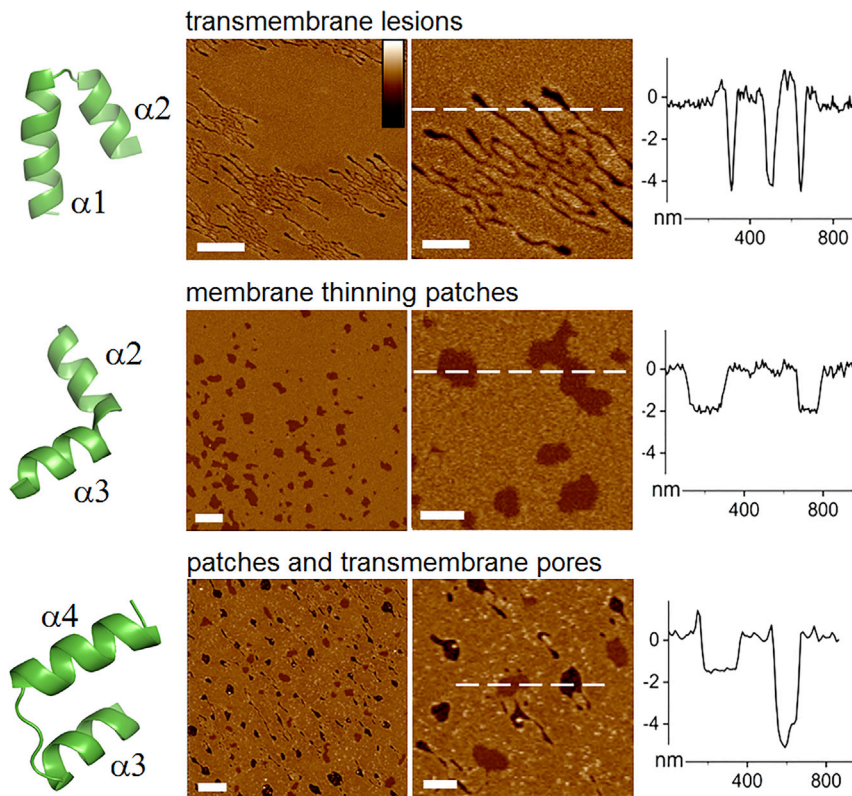 transmembrane lesions
α2
α1
0
-2
-4
nm
400
800
membrane thinning patches
α2
α3
0
-2
-4
nm
400
800
patches and transmembrane pores
α4
α3
0
-2
-4
nm
400
800